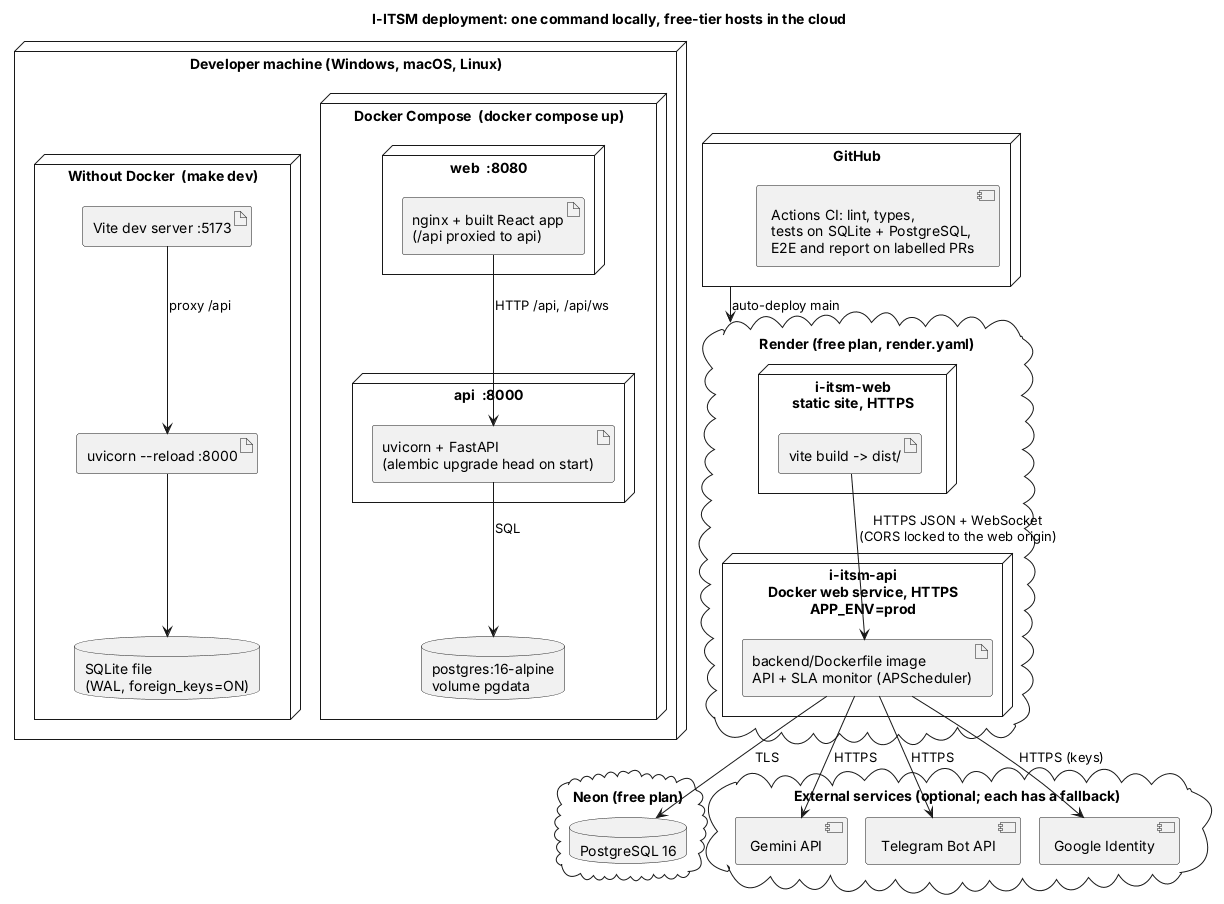 I-ITSM deployment: one command locally, free-tier hosts in the cloud
Developer machine (Windows, macOS, Linux)
Without Docker  (make dev)
Vite dev server :5173
proxy /api
uvicorn --reload :8000
SQLite file
(WAL, foreign_keys=ON)
Docker Compose  (docker compose up)
web  :8080
nginx + built React app
(/api proxied to api)
HTTP /api, /api/ws
api  :8000
uvicorn + FastAPI
(alembic upgrade head on start)
SQL
postgres:16-alpine
volume pgdata
GitHub
Actions CI: lint, types,
tests on SQLite + PostgreSQL,
E2E and report on labelled PRs
auto-deploy main
Render (free plan, render.yaml)
i-itsm-web
static site, HTTPS
vite build -> dist/
HTTPS JSON + WebSocket
(CORS locked to the web origin)
i-itsm-api
Docker web service, HTTPS
APP_ENV=prod
backend/Dockerfile image
API + SLA monitor (APScheduler)
TLS
HTTPS
HTTPS
HTTPS (keys)
Neon (free plan)
PostgreSQL 16
External services (optional; each has a fallback)
Gemini API
Telegram Bot API
Google Identity